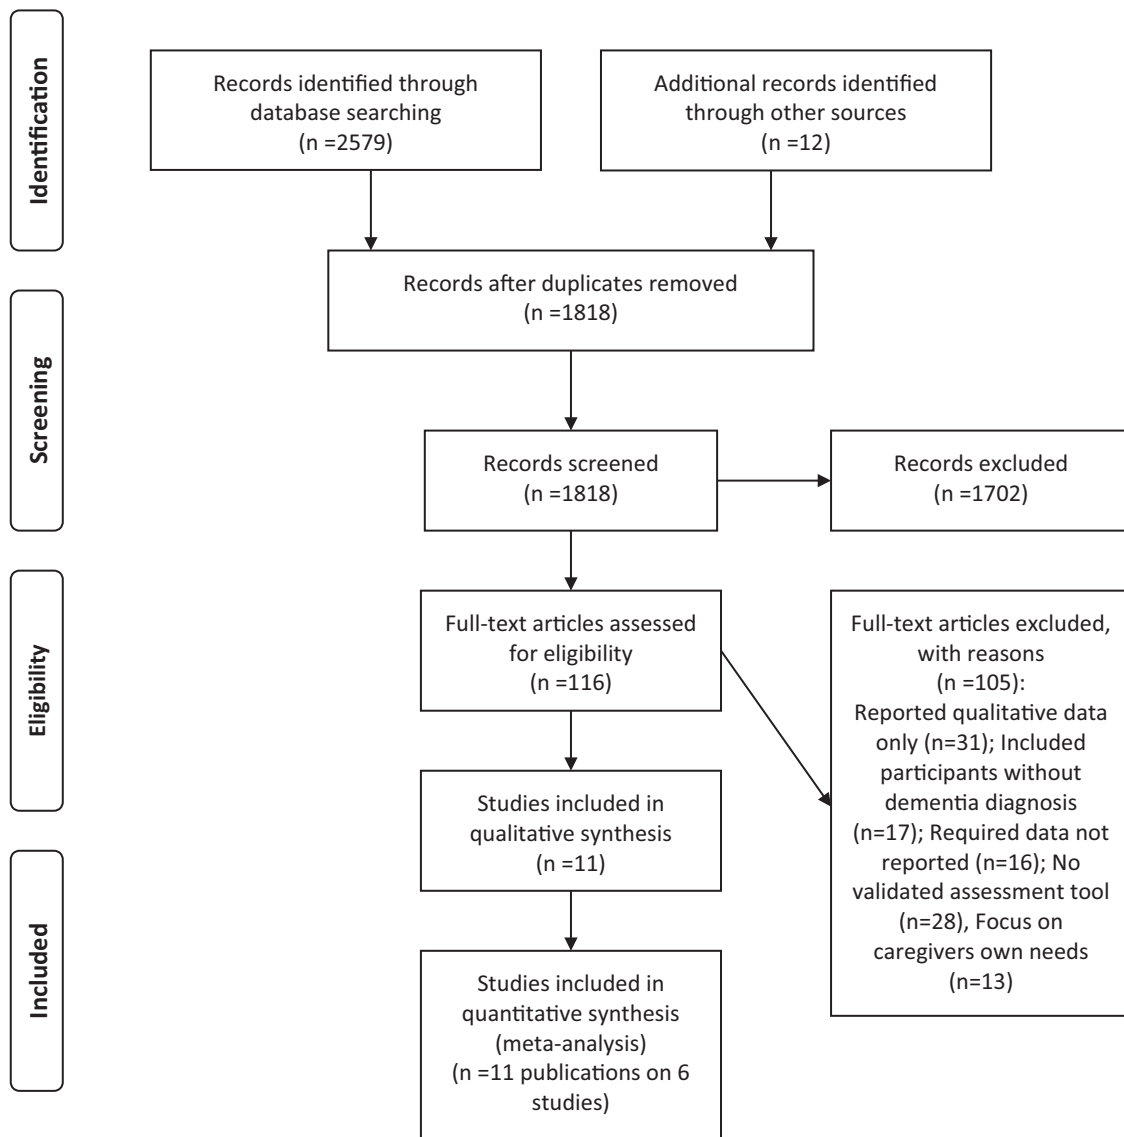 Identification
Records identified through
database searching
(n =2579)
Additional records identified
through other sources
(n =12)
Records after duplicates removed
(n =1818)
Screening
Records screened
(n =1818)
Records excluded
(n =1702)
Eligibility
Full-text articles assessed
for eligibility
(n =116)
Full-text articles excluded,
with reasons
(n =105):
Reported qualitative data
only (n=31); Included
participants without
dementia diagnosis
(n=17); Required data not
reported (n=16); No
validated assessment tool
(n=28), Focus on
caregivers own needs
(n=13)
Studies included in
qualitative synthesis
(n =11)
Included
Studies included in
quantitative synthesis
(meta-analysis)
(n =11 publications on 6
studies)